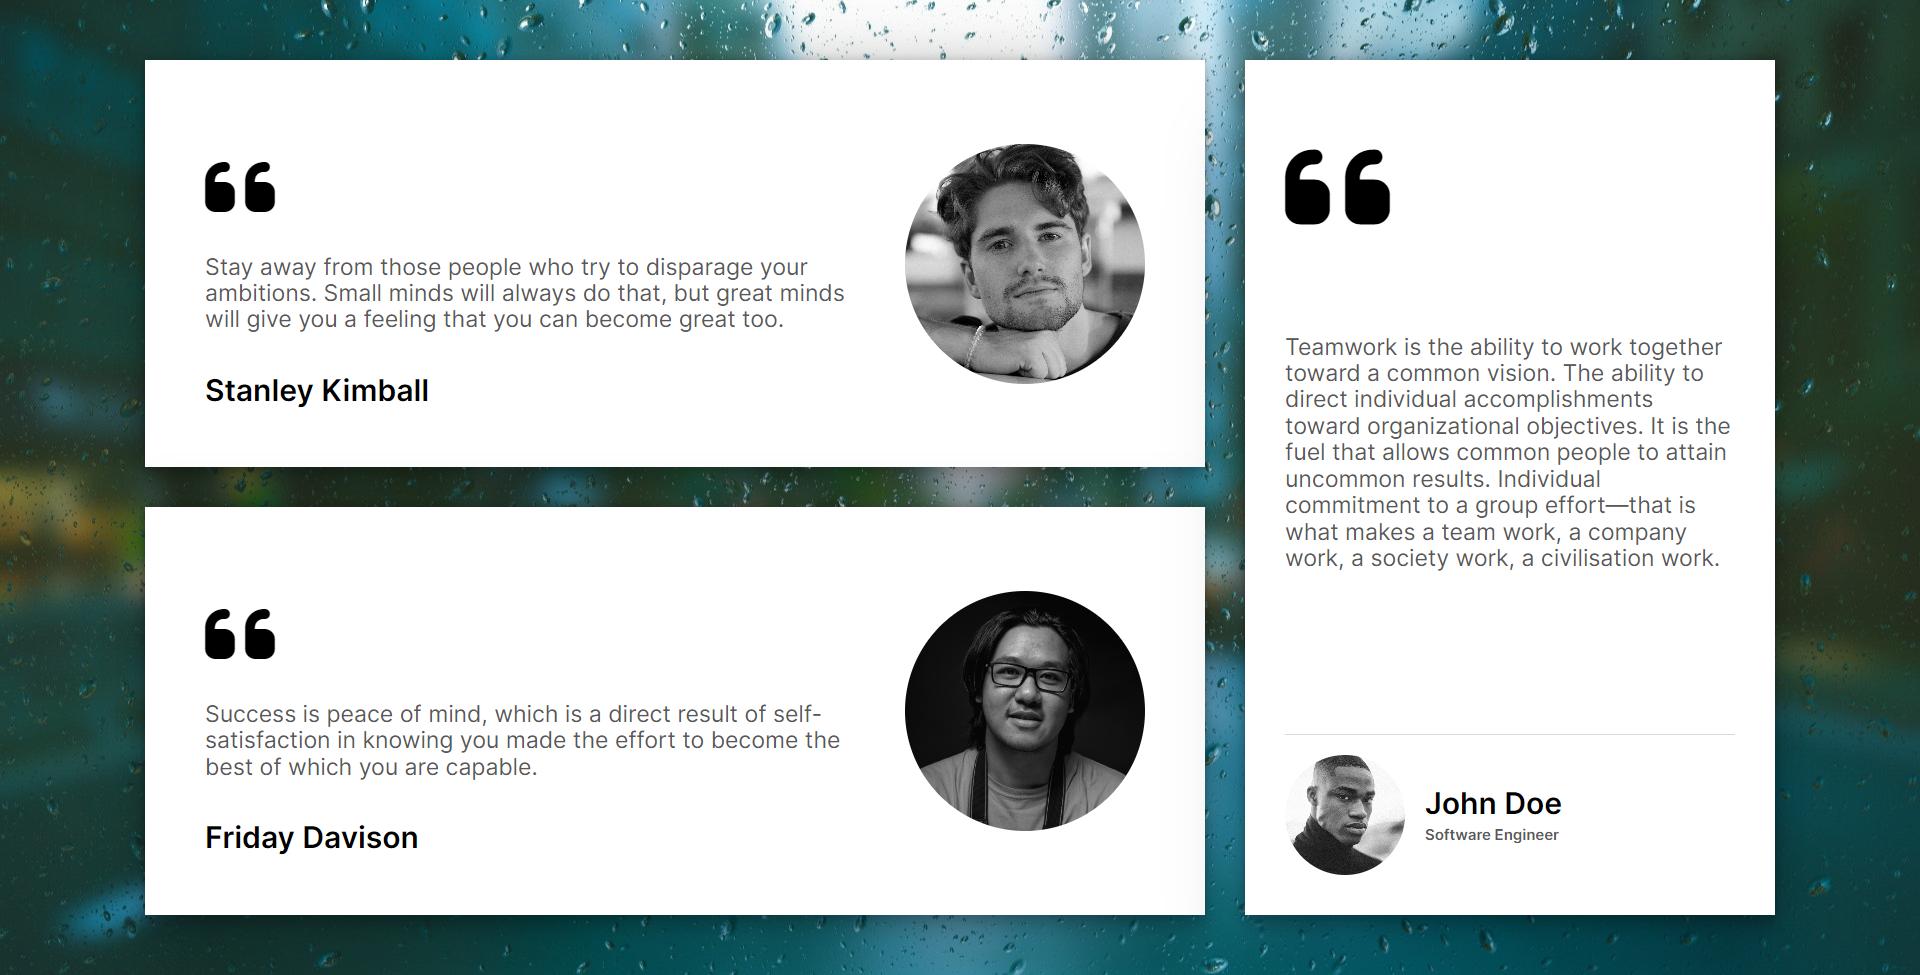 Stay away from those people who try to disparage your
ambitions. Small minds will always do that, but great minds
will give you a feeling that you can become great too.
Stanley Kimball
Success is peace of mind, which is a direct result of self-
satisfaction in knowing you made the effort to become the
best of which you are capable.
Friday Davison
Teamwork is the ability to work together
toward a common vision. The ability to
direct individual accomplishments
toward organizational objectives. It is the
fuel that allows common people to attain
uncommon results. Individual
commitment to a group effort—that is
what makes a team work, a company
work, a society work, a civilisation work.
John Doe
Software Engineer